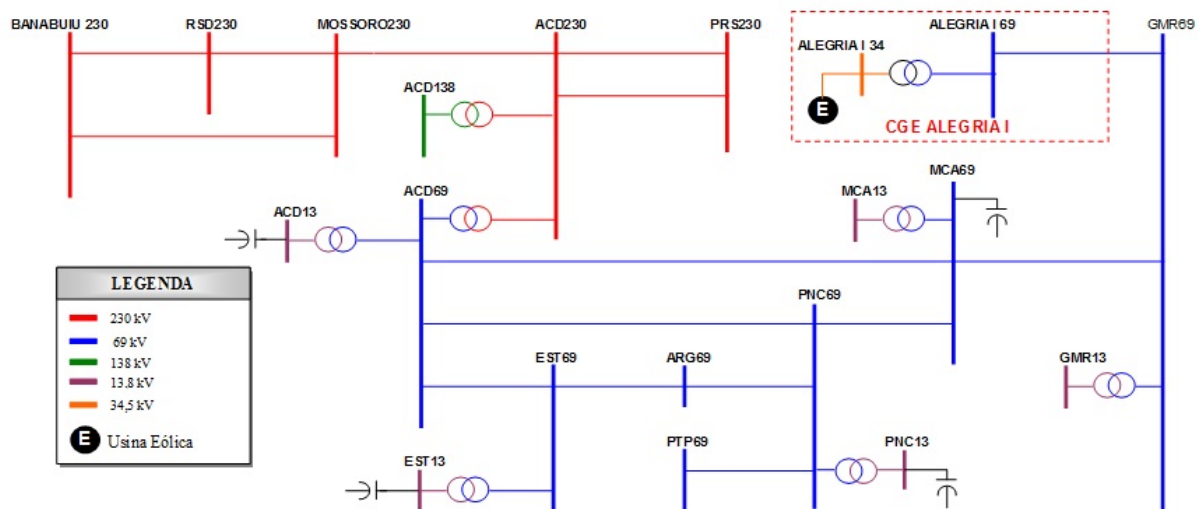 BANABUIU 230
RSD230
MOSSORO230
ACD230
PRS230
ALEGRIA I 69
GMR69
ALEGRIA I 34
E
CGE ALEGRIA I
ACD138
MCA69
MCA13
ACD69
ACD13
LEGENDA
230 kV
69 kV
138 kV
13,8 kV
34,5 kV
E Usina Eólica
PNC69
EST69
ARG69
GMR13
PTP69
PNC13
EST13